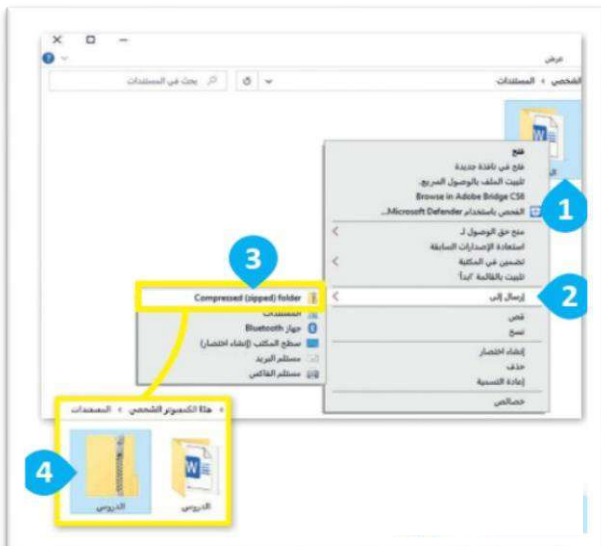 عرض
الشخصي › المستندات
بحث في المستندات
فتح
فتح في نافذة جديدة
تثبيت الملف بالوصول السريع.
Browse in Adobe Bridge CS6
الفحص باستخدام Microsoft Defender...
1
منح حق الوصول لـ
استعادة الإصدارات السابقة
تضمين في المكتبة
تثبيت بالقائمة "ابدأ"
إرسال إلى
2
3
Compressed (zipped) folder
المستندات
جهاز Bluetooth
سطح المكتب (إنشاء اختصار)
مستلم البريد
مستلم الفاكس
قص
نسخ
إنشاء اختصار
حذف
إعادة التسمية
خصائص
هذا الكمبيوتر الشخصي › المستندات
4
الدروس
الدروس